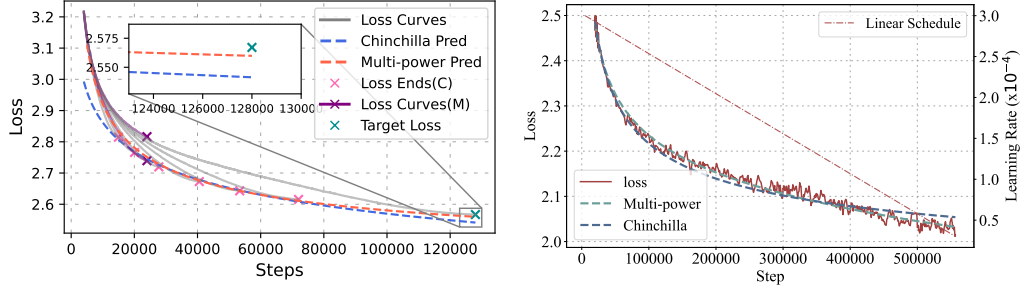 3.2
3.1
3.0
2.9
2.8
2.7
2.6
Loss
0
20000
40000
60000
80000
100000
120000
Steps
2.575
2.550
124000
126000
128000
130000
Loss Curves
Chinchilla Pred
Multi-power Pred
Loss Ends(C)
Loss Curves(M)
Target Loss
2.5
2.4
2.3
2.2
2.1
2.0
Loss
0
100000
200000
300000
400000
500000
Step
Linear Schedule
loss
Multi-power
Chinchilla
3.0
2.5
2.0
1.5
1.0
0.5
Learning Rate (x10⁻⁴)